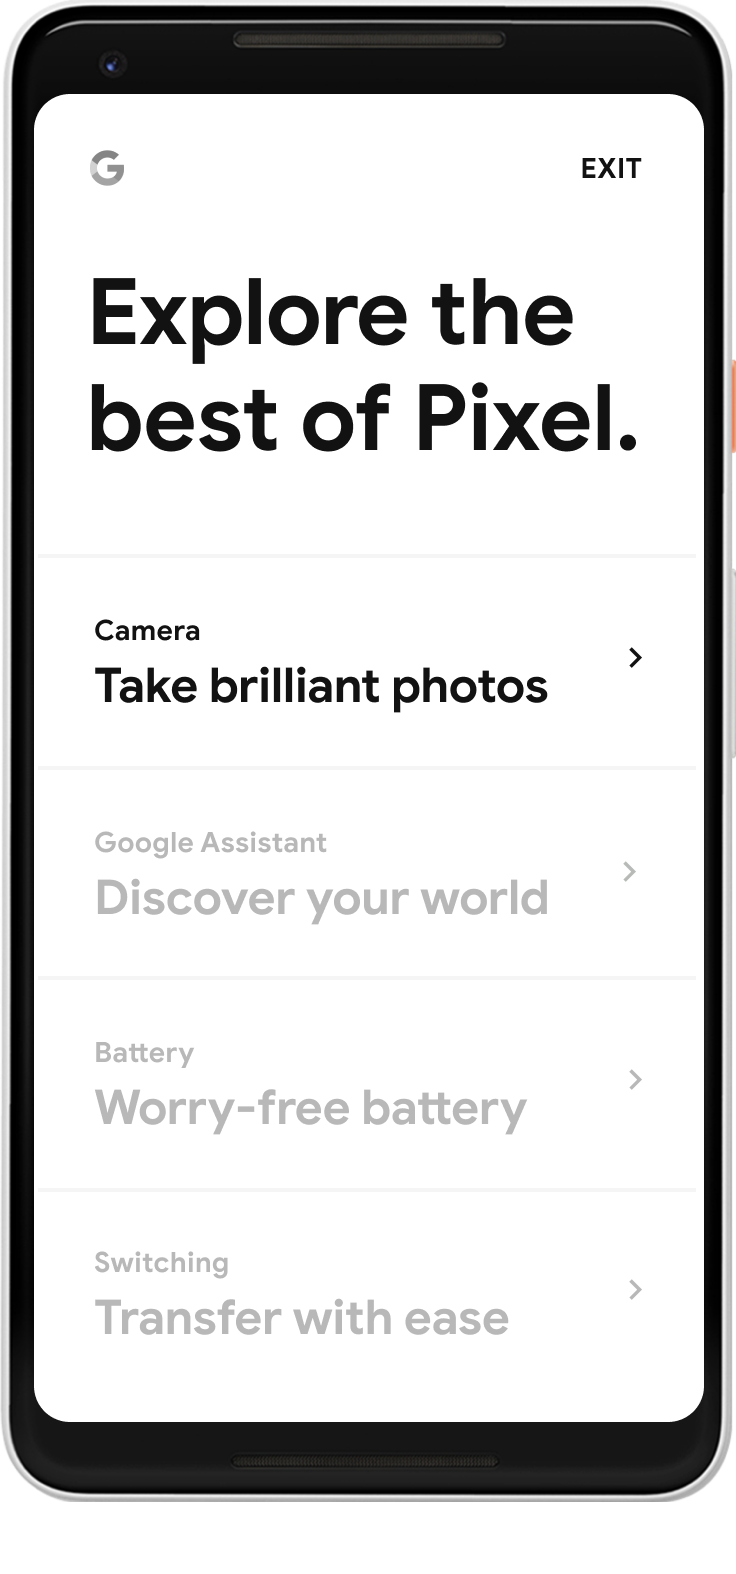 G
EXIT
Explore the
best of Pixel.
Camera
Take brilliant photos
Google Assistant
Discover your world
Battery
Worry-free battery
Switching
Transfer with ease